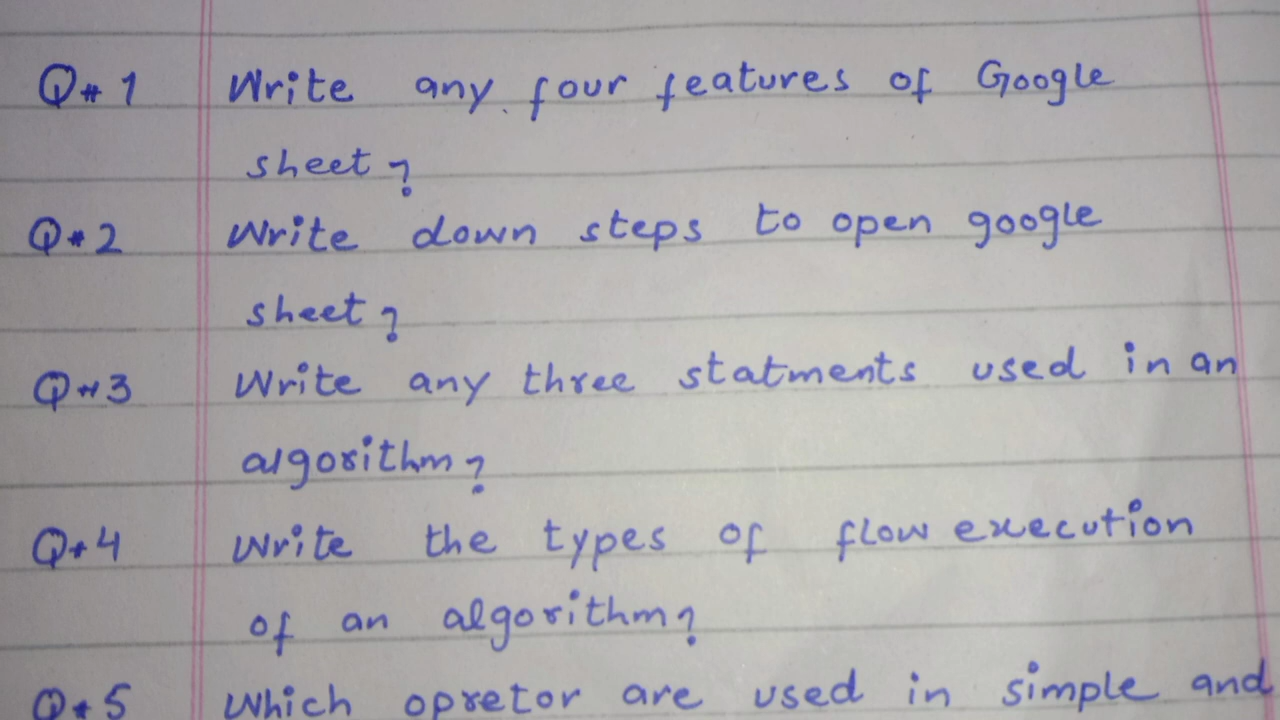 Q#1 Write any four features of Google
sheet?
Q#2 Write down steps to open google
sheet?
Q#3 Write any three statments used in an
algorithm?
Q#4 Write the types of flow execution
of an algorithm?
Q#5 Which opretor are used in simple and